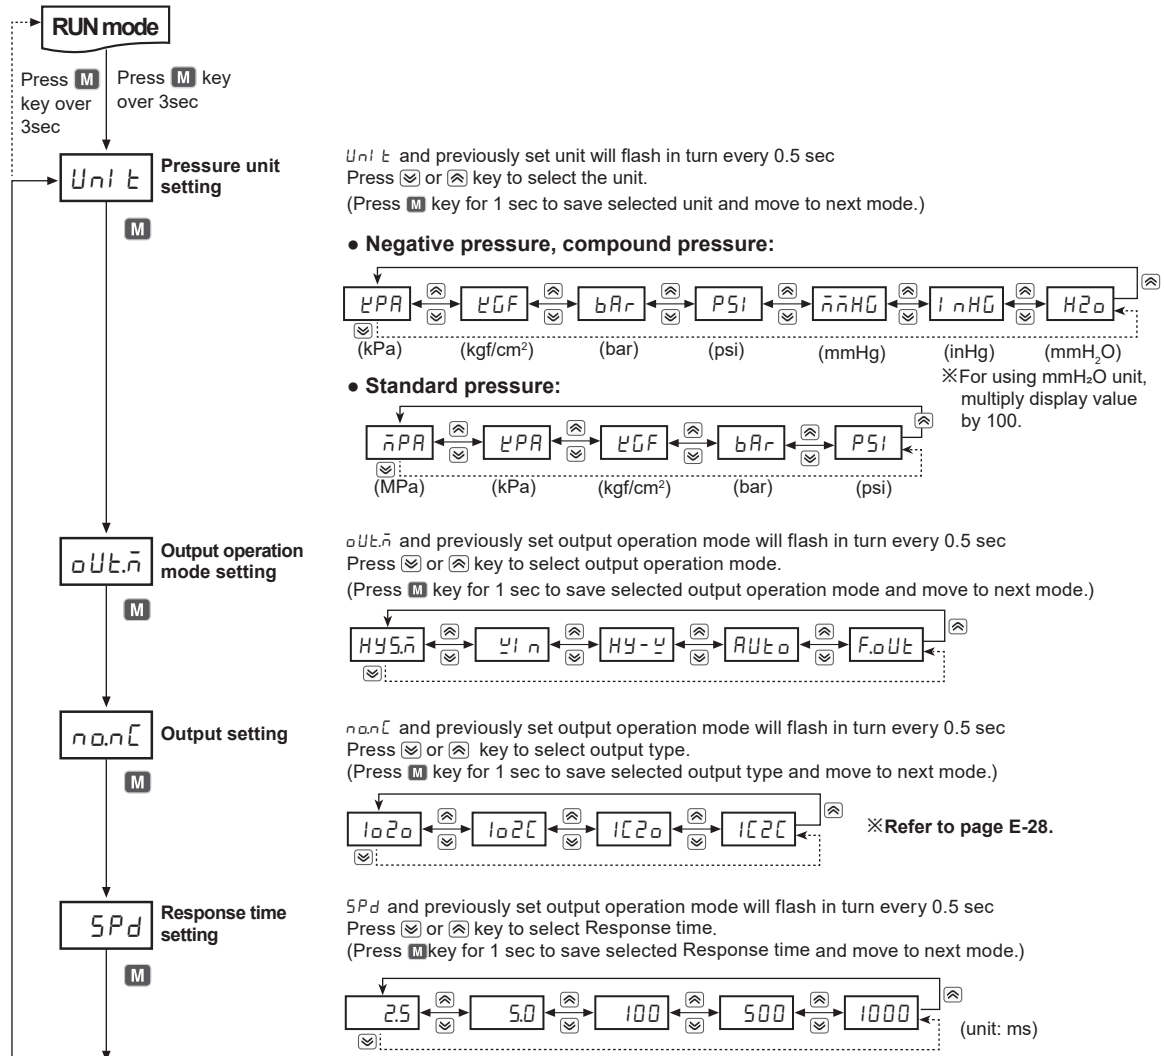 RUN mode
Press M key over 3sec
Press M key over 3sec
UnI t
Pressure unit setting
UnI t and previously set unit will flash in turn every 0.5 sec
Press or key to select the unit.
(Press M key for 1 sec to save selected unit and move to next mode.)
M
● Negative pressure, compound pressure:
kPA kGF bAr PSI mmHG I nHG H2o
(kPa) (kgf/cm²) (bar) (psi) (mmHg) (inHg) (mmH₂O)
※For using mmH₂O unit,
multiply display value
by 100.
● Standard pressure:
mPA kPA kGF bAr PSI
(MPa) (kPa) (kgf/cm²) (bar) (psi)
oUt.m
Output operation mode setting
oUt.m and previously set output operation mode will flash in turn every 0.5 sec
Press or key to select output operation mode.
(Press M key for 1 sec to save selected output operation mode and move to next mode.)
M
HYS.m WI n HY-W AUto F.oUt
no.nC
Output setting
no.nC and previously set output operation mode will flash in turn every 0.5 sec
Press or key to select output type.
(Press M key for 1 sec to save selected output type and move to next mode.)
M
1o2o 1o2C 1C2o 1C2C
※Refer to page E-28.
SPd
Response time setting
SPd and previously set output operation mode will flash in turn every 0.5 sec
Press or key to select Response time.
(Press M key for 1 sec to save selected Response time and move to next mode.)
M
2.5 5.0 100 500 1000
(unit: ms)